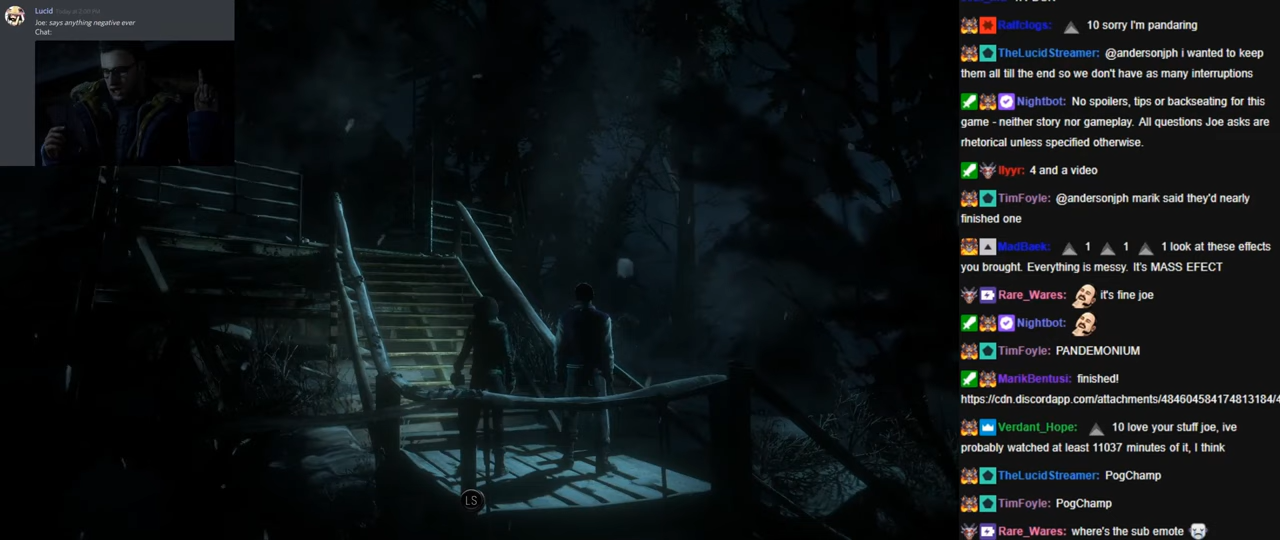 Lucid Today at 2:00 PM
Joe: says anything negative ever
Chat:
LS
Ralfclogs: 10 sorry I'm pandaring
TheLucidStreamer: @andersonjph i wanted to keep
them all till the end so we don't have as many interruptions
Nightbot: No spoilers, tips or backseating for this
game - neither story nor gameplay. All questions Joe asks are
rhetorical unless specified otherwise.
Ilyyr: 4 and a video
TimFoyle: @andersonjph marik said they'd nearly
finished one
MadBaek: 1 1 1 look at these effects
you brought. Everything is messy. It's MASS EFECT
Rare_Wares: it's fine joe
Nightbot:
TimFoyle: PANDEMONIUM
MarikBentusi: finished!
https://cdn.discordapp.com/attachments/484604584174813184/4
Verdant_Hope: 10 love your stuff joe, ive
probably watched at least 11037 minutes of it, I think
TheLucidStreamer: PogChamp
TimFoyle: PogChamp
Rare_Wares: where's the sub emote